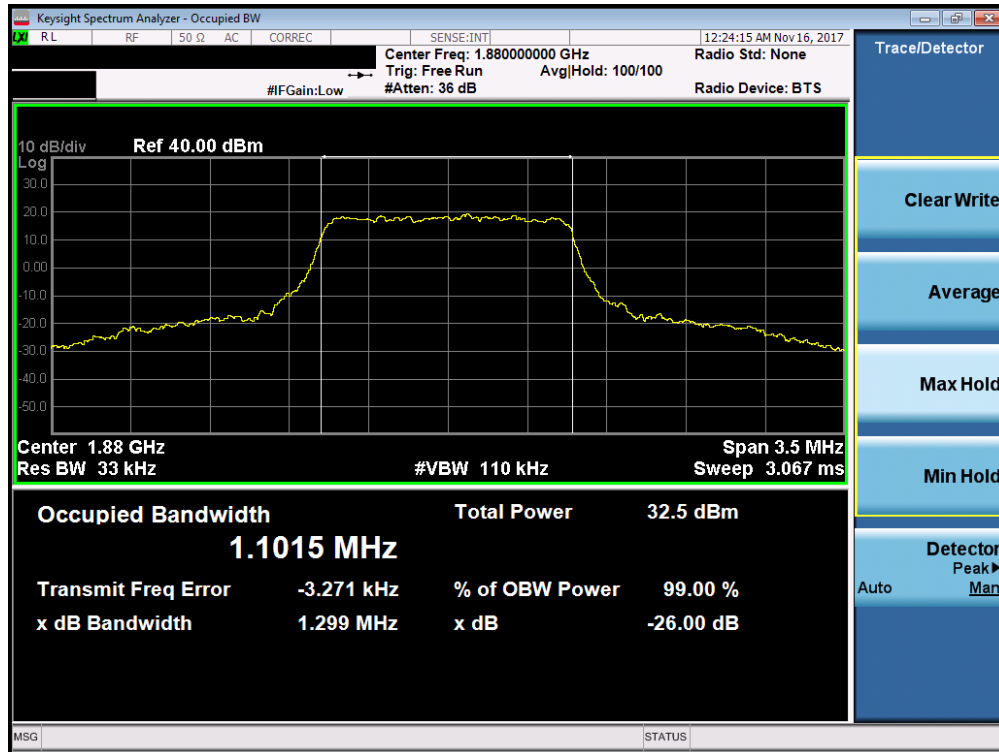 Keysight Spectrum Analyzer - Occupied BW
LXI RL RF 50 Ω AC CORREC SENSE:INT 12:24:15 AM Nov 16, 2017
Center Freq: 1.880000000 GHz Radio Std: None
Trig: Free Run Avg|Hold: 100/100
#IFGain:Low #Atten: 36 dB Radio Device: BTS
Trace/Detector
10 dB/div Ref 40.00 dBm
Log
30.0
20.0
10.0
0.00
-10.0
-20.0
-30.0
-40.0
-50.0
Center 1.88 GHz Span 3.5 MHz
Res BW 33 kHz #VBW 110 kHz Sweep 3.067 ms
Occupied Bandwidth Total Power 32.5 dBm
1.1015 MHz
Transmit Freq Error -3.271 kHz % of OBW Power 99.00 %
x dB Bandwidth 1.299 MHz x dB -26.00 dB
Clear Write
Average
Max Hold
Min Hold
Detector
Peak▶
Auto Man
MSG STATUS